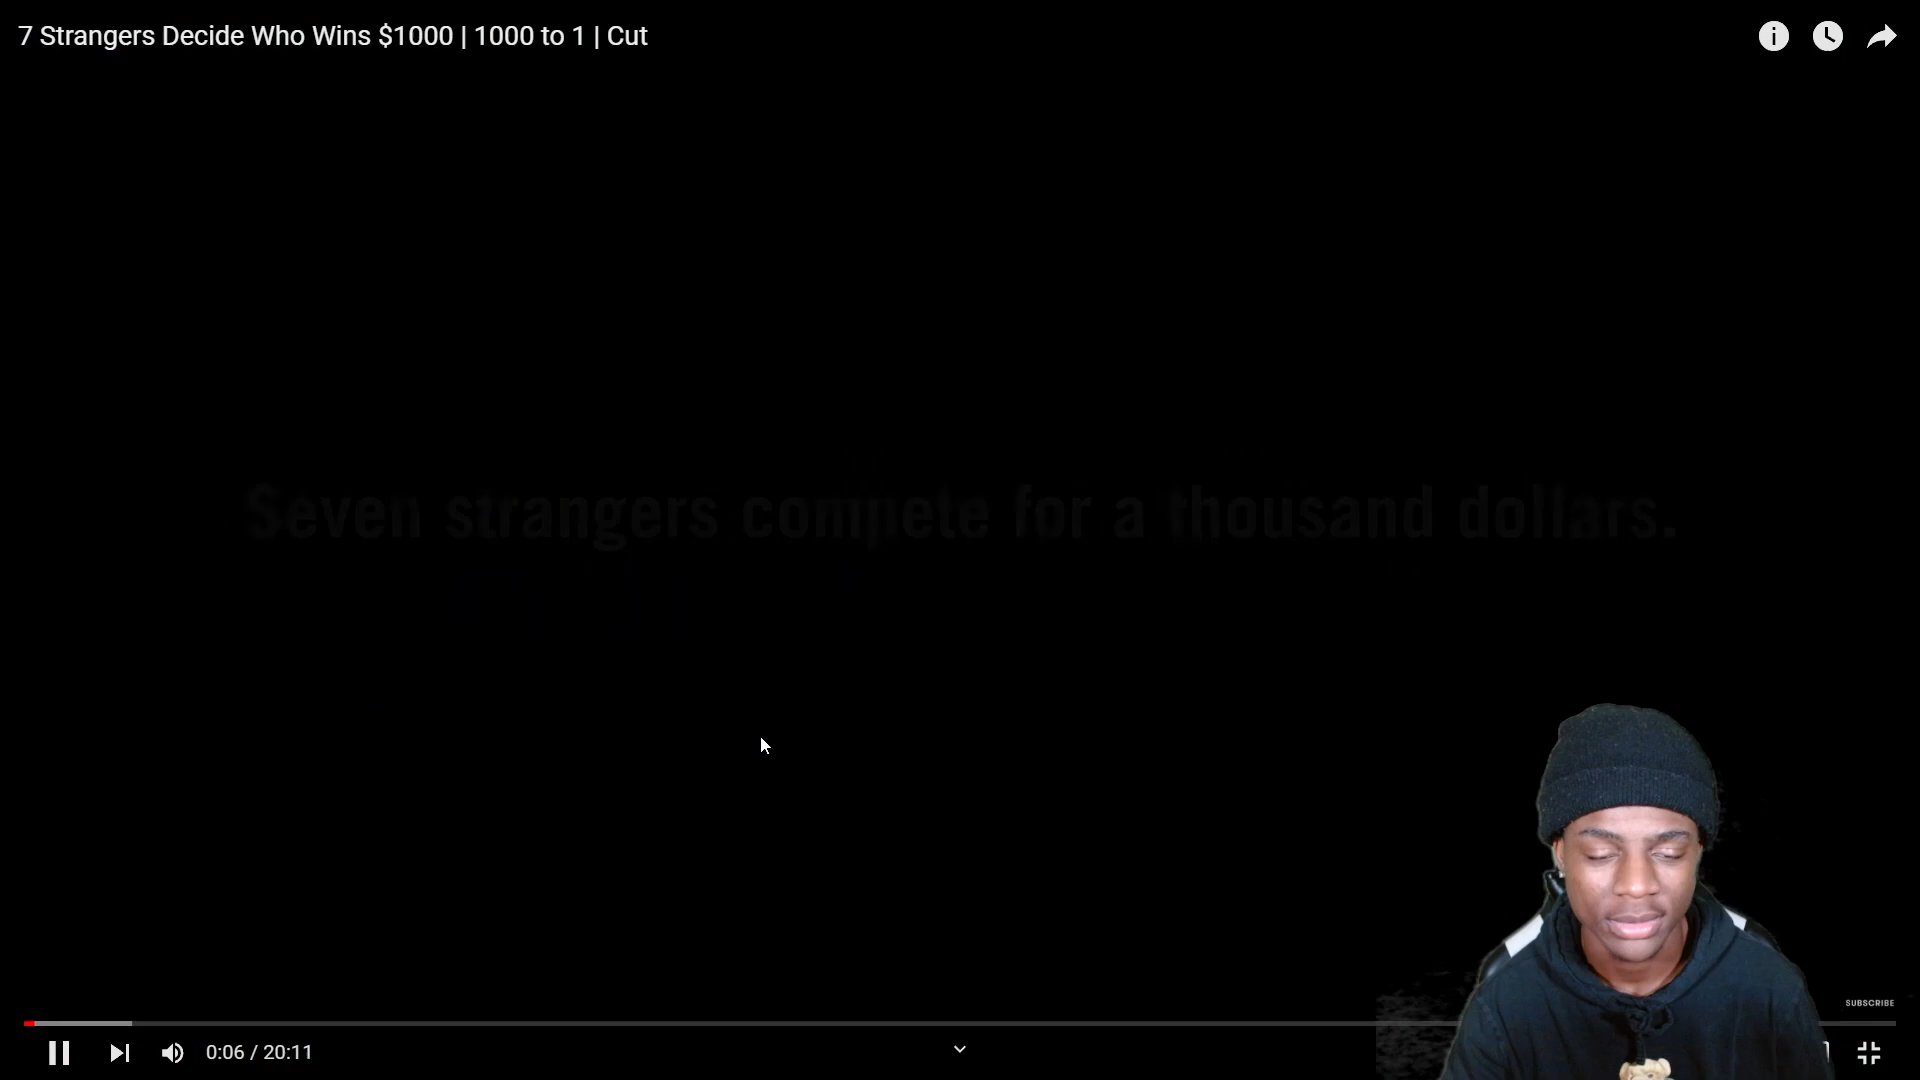 7 Strangers Decide Who Wins $1000 | 1000 to 1 | Cut
Seven strangers compete for a thousand dollars.
SUBSCRIBE
0:06 / 20:11